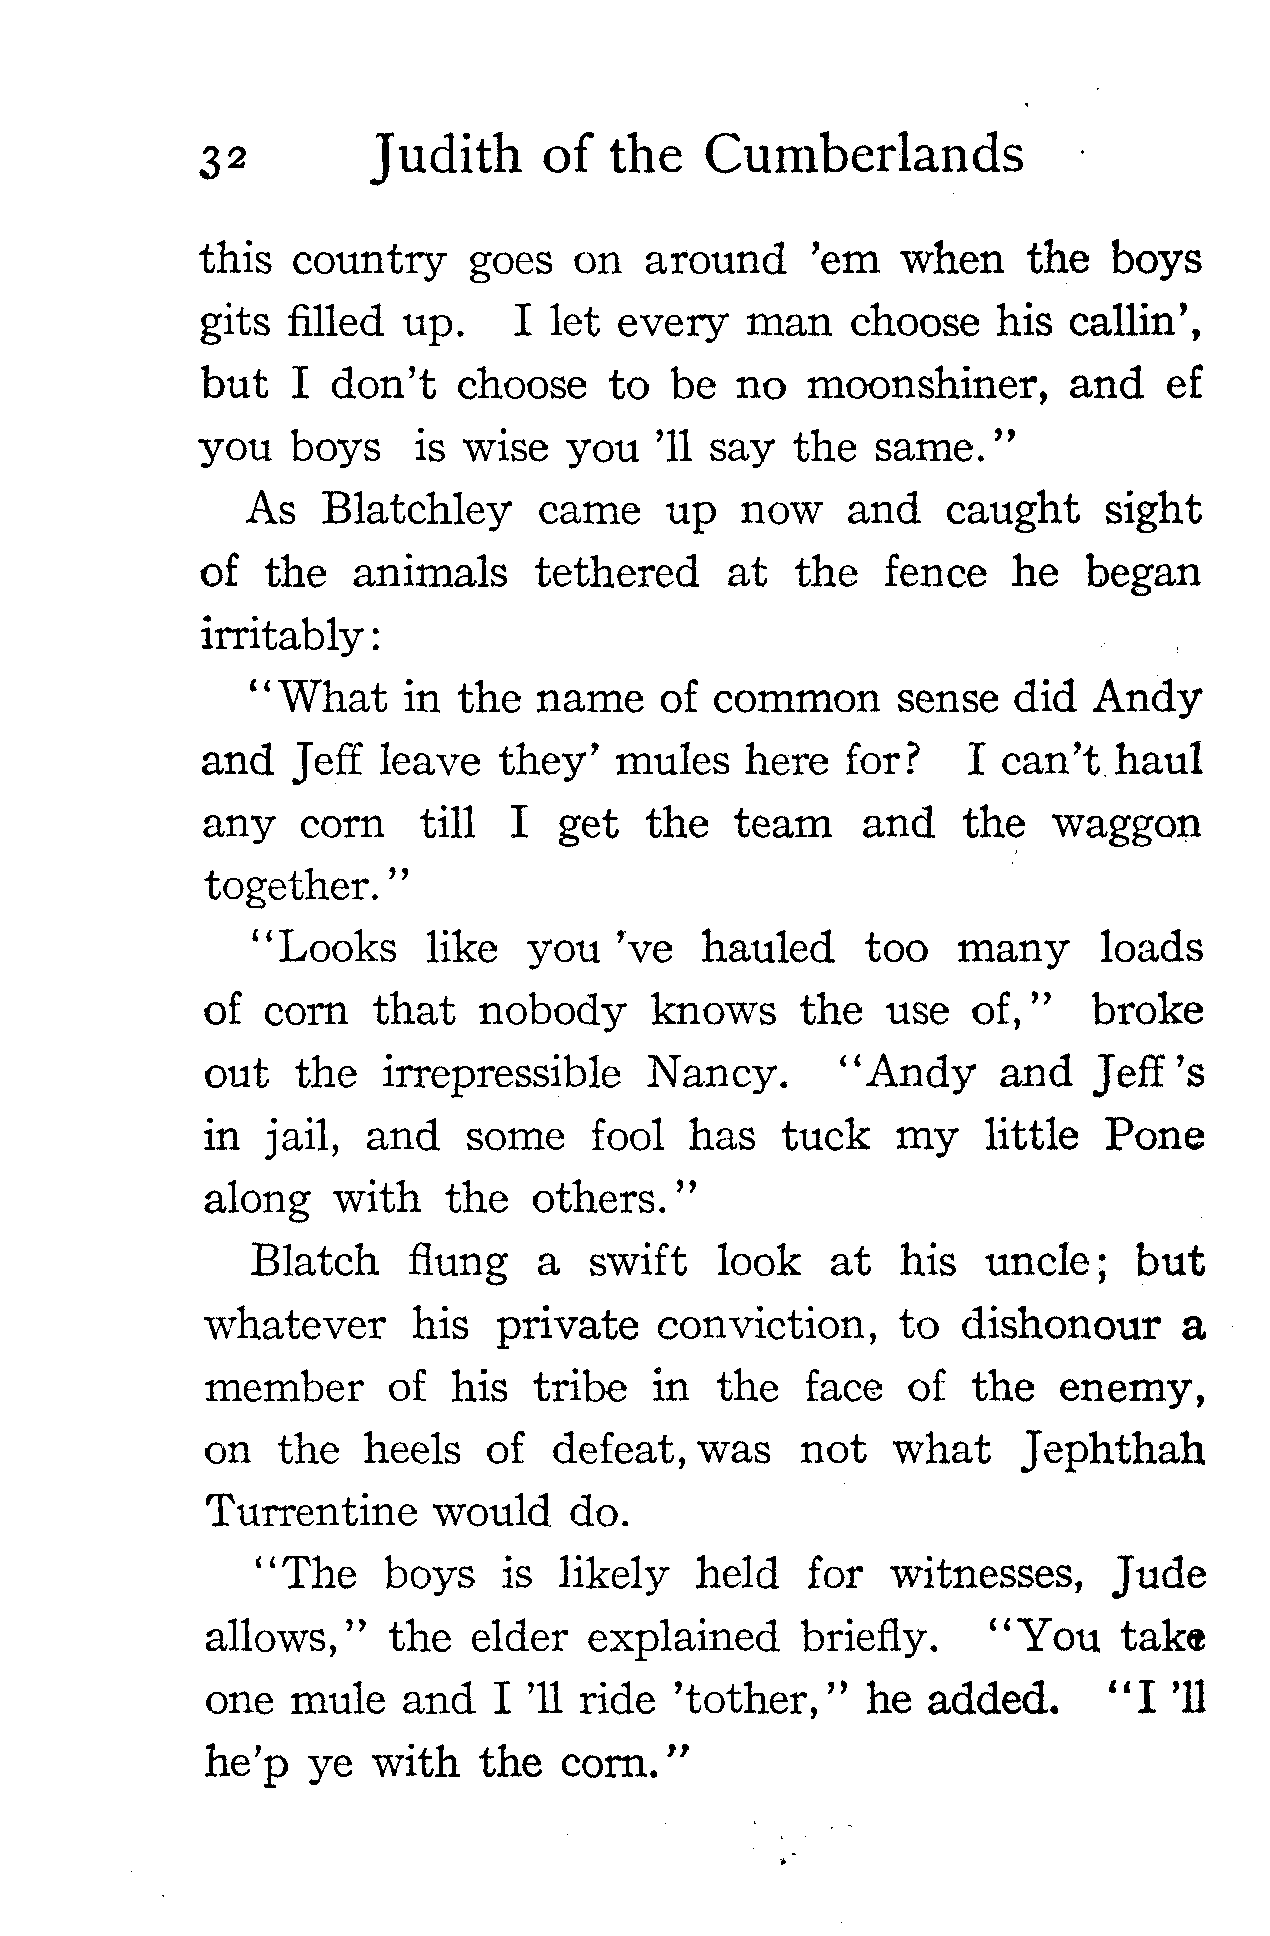 32 Judith of the Cumberlands
this country goes on around 'em when the boys
gits filled up. I let every man choose his callin',
but I don't choose to be no moonshiner, and ef
you boys is wise you 'll say the same."
As Blatchley came up now and caught sight
of the animals tethered at the fence he began
irritably:
"What in the name of common sense did Andy
and Jeff leave they' mules here for? I can't haul
any corn till I get the team and the waggon
together."
"Looks like you 've hauled too many loads
of corn that nobody knows the use of," broke
out the irrepressible Nancy. "Andy and Jeff 's
in jail, and some fool has tuck my little Pone
along with the others."
Blatch flung a swift look at his uncle; but
whatever his private conviction, to dishonour a
member of his tribe in the face of the enemy,
on the heels of defeat, was not what Jephthah
Turrentine would do.
"The boys is likely held for witnesses, Jude
allows," the elder explained briefly. "You take
one mule and I 'll ride 'tother," he added. "I 'll
he'p ye with the corn."